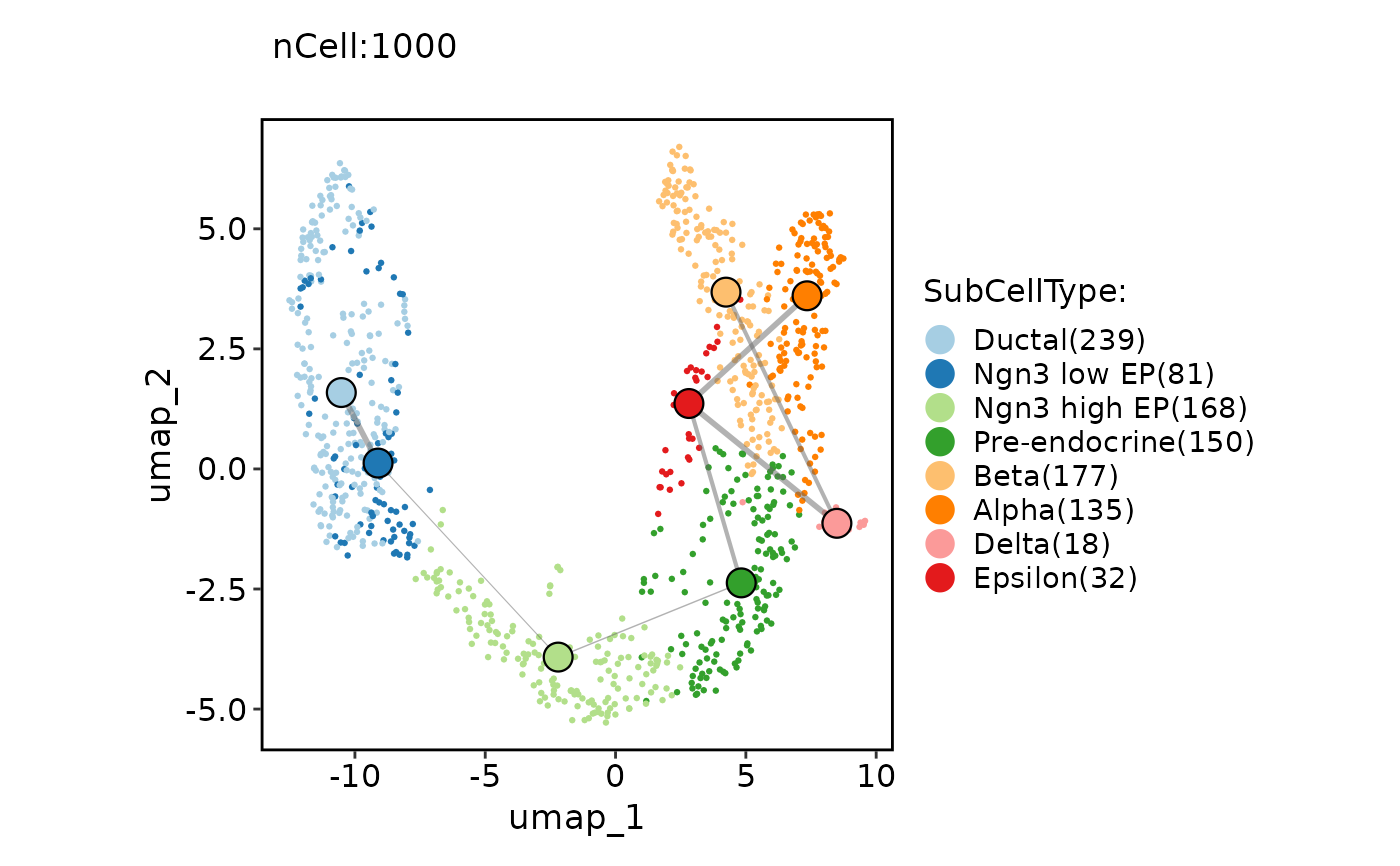 nCell:1000
5.0
2.5
0.0
-2.5
-5.0
umap_2
-10
-5
0
5
10
umap_1
SubCellType:
Ductal(239)
Ngn3 low EP(81)
Ngn3 high EP(168)
Pre-endocrine(150)
Beta(177)
Alpha(135)
Delta(18)
Epsilon(32)